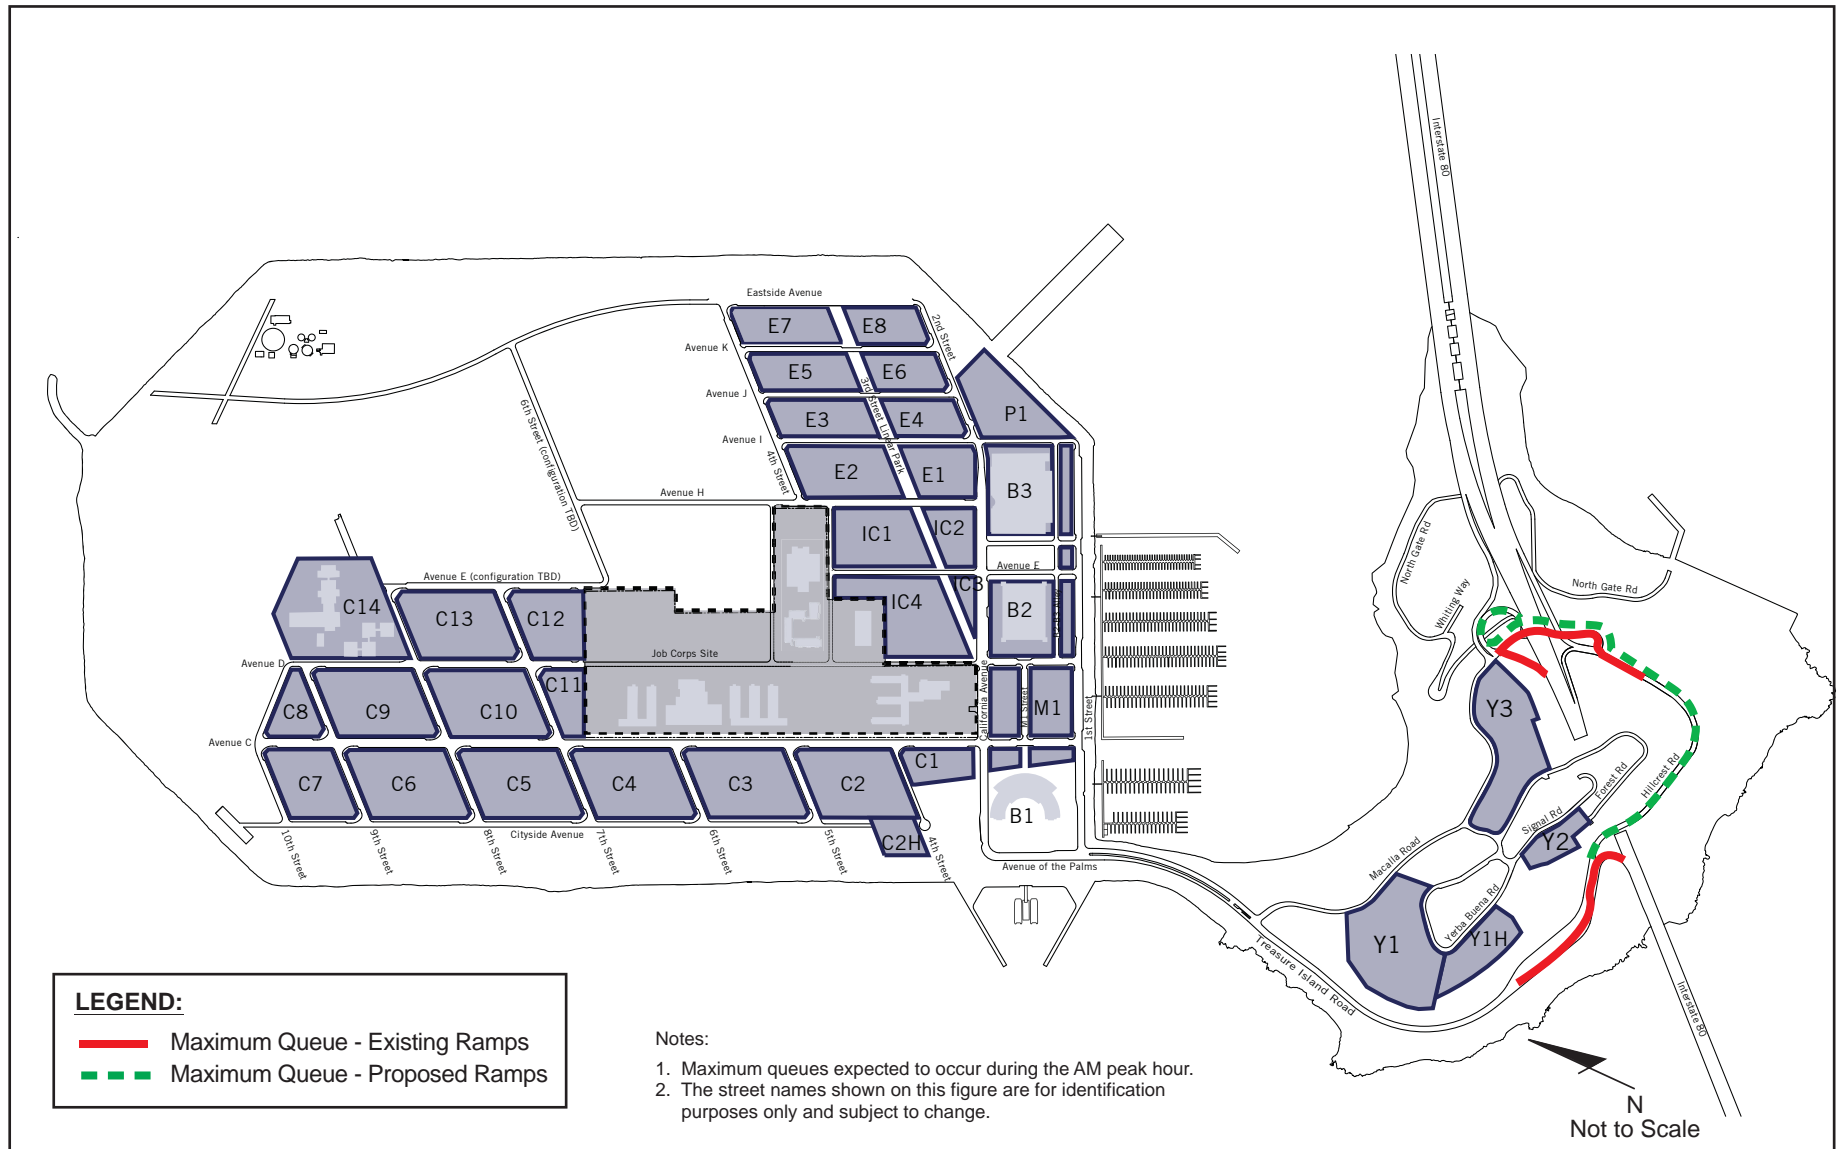 Interstate 80
Eastside Avenue
E7
E8
2nd Street
Avenue K
E5
E6
Avenue J
3rd Street Linear Park
E3
E4
P1
Avenue I
4th Street
E2
E1
B3
6th Street (configuration TBD)
Avenue H
IC1
IC2
North Gate Rd
North Gate Rd
Whiting Way
Avenue E
Avenue E (configuration TBD)
IC3
IC4
B2
C14
C13
C12
Job Corps Site
Avenue D
C11
C8
C9
C10
California Avenue
M1
1st Street
Y3
Avenue C
C1
C7
C6
C5
C4
C3
C2
B1
Hillcrest Rd
Forest Rd
Signal Rd
Y2
Macalla Road
10th Street
9th Street
8th Street
Cityside Avenue
7th Street
6th Street
5th Street
C2H
4th Street
Avenue of the Palms
Yerba Buena Rd
Y1
Y1H
Treasure Island Road
Interstate 80
LEGEND:
Maximum Queue - Existing Ramps
Maximum Queue - Proposed Ramps
Notes:
1. Maximum queues expected to occur during the AM peak hour.
2. The street names shown on this figure are for identification
purposes only and subject to change.
N
Not to Scale